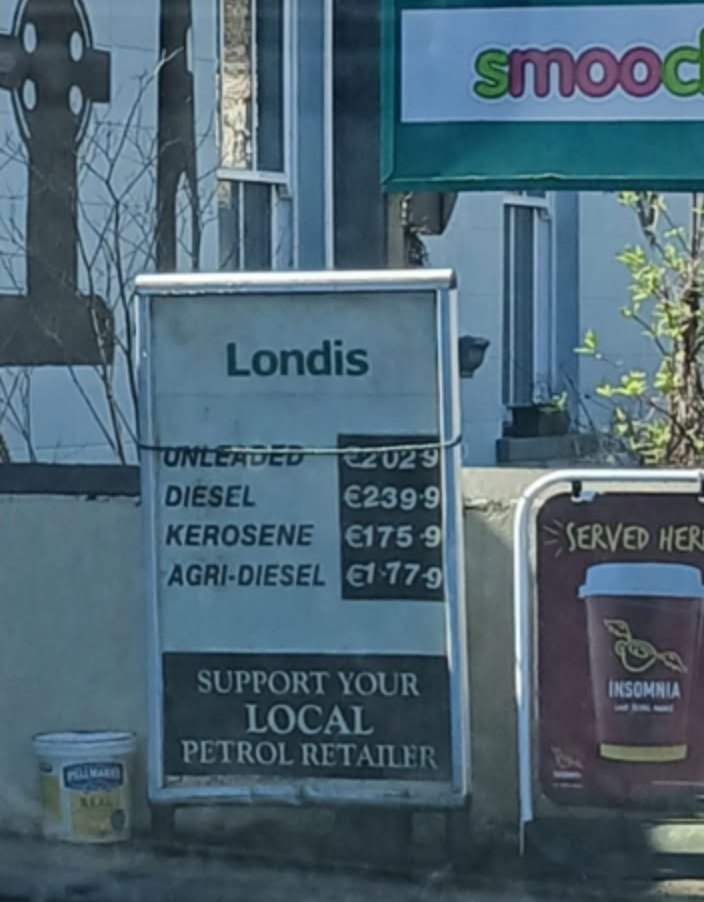 smooc
Londis
UNLEADED €202.9
DIESEL €239.9
KEROSENE €175.9
AGRI-DIESEL €177.9
SUPPORT YOUR
LOCAL
PETROL RETAILER
SERVED HER
INSOMNIA
HELLMANN'S
REAL